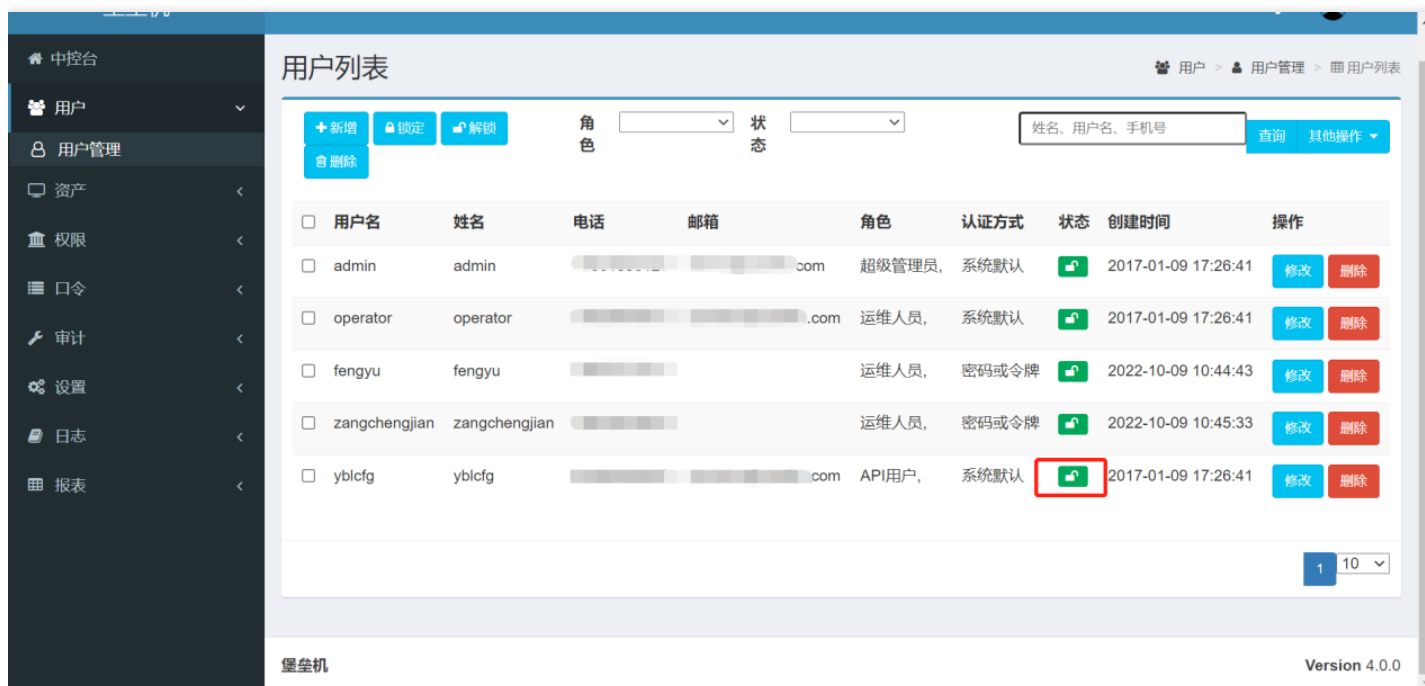 堡垒机
中控台
用户
用户管理
资产
权限
口令
审计
设置
日志
报表
用户列表
用户 > 用户管理 > 用户列表
新增 锁定 解锁 角色 状态 姓名、用户名、手机号 查询 其他操作
删除
用户名 姓名 电话 邮箱 角色 认证方式 状态 创建时间 操作
admin admin com 超级管理员, 系统默认 2017-01-09 17:26:41 修改 删除
operator operator .com 运维人员, 系统默认 2017-01-09 17:26:41 修改 删除
fengyu fengyu 运维人员, 密码或令牌 2022-10-09 10:44:43 修改 删除
zangchengjian zangchengjian 运维人员, 密码或令牌 2022-10-09 10:45:33 修改 删除
yblcfg yblcfg com API用户, 系统默认 2017-01-09 17:26:41 修改 删除
1 10
堡垒机 Version 4.0.0